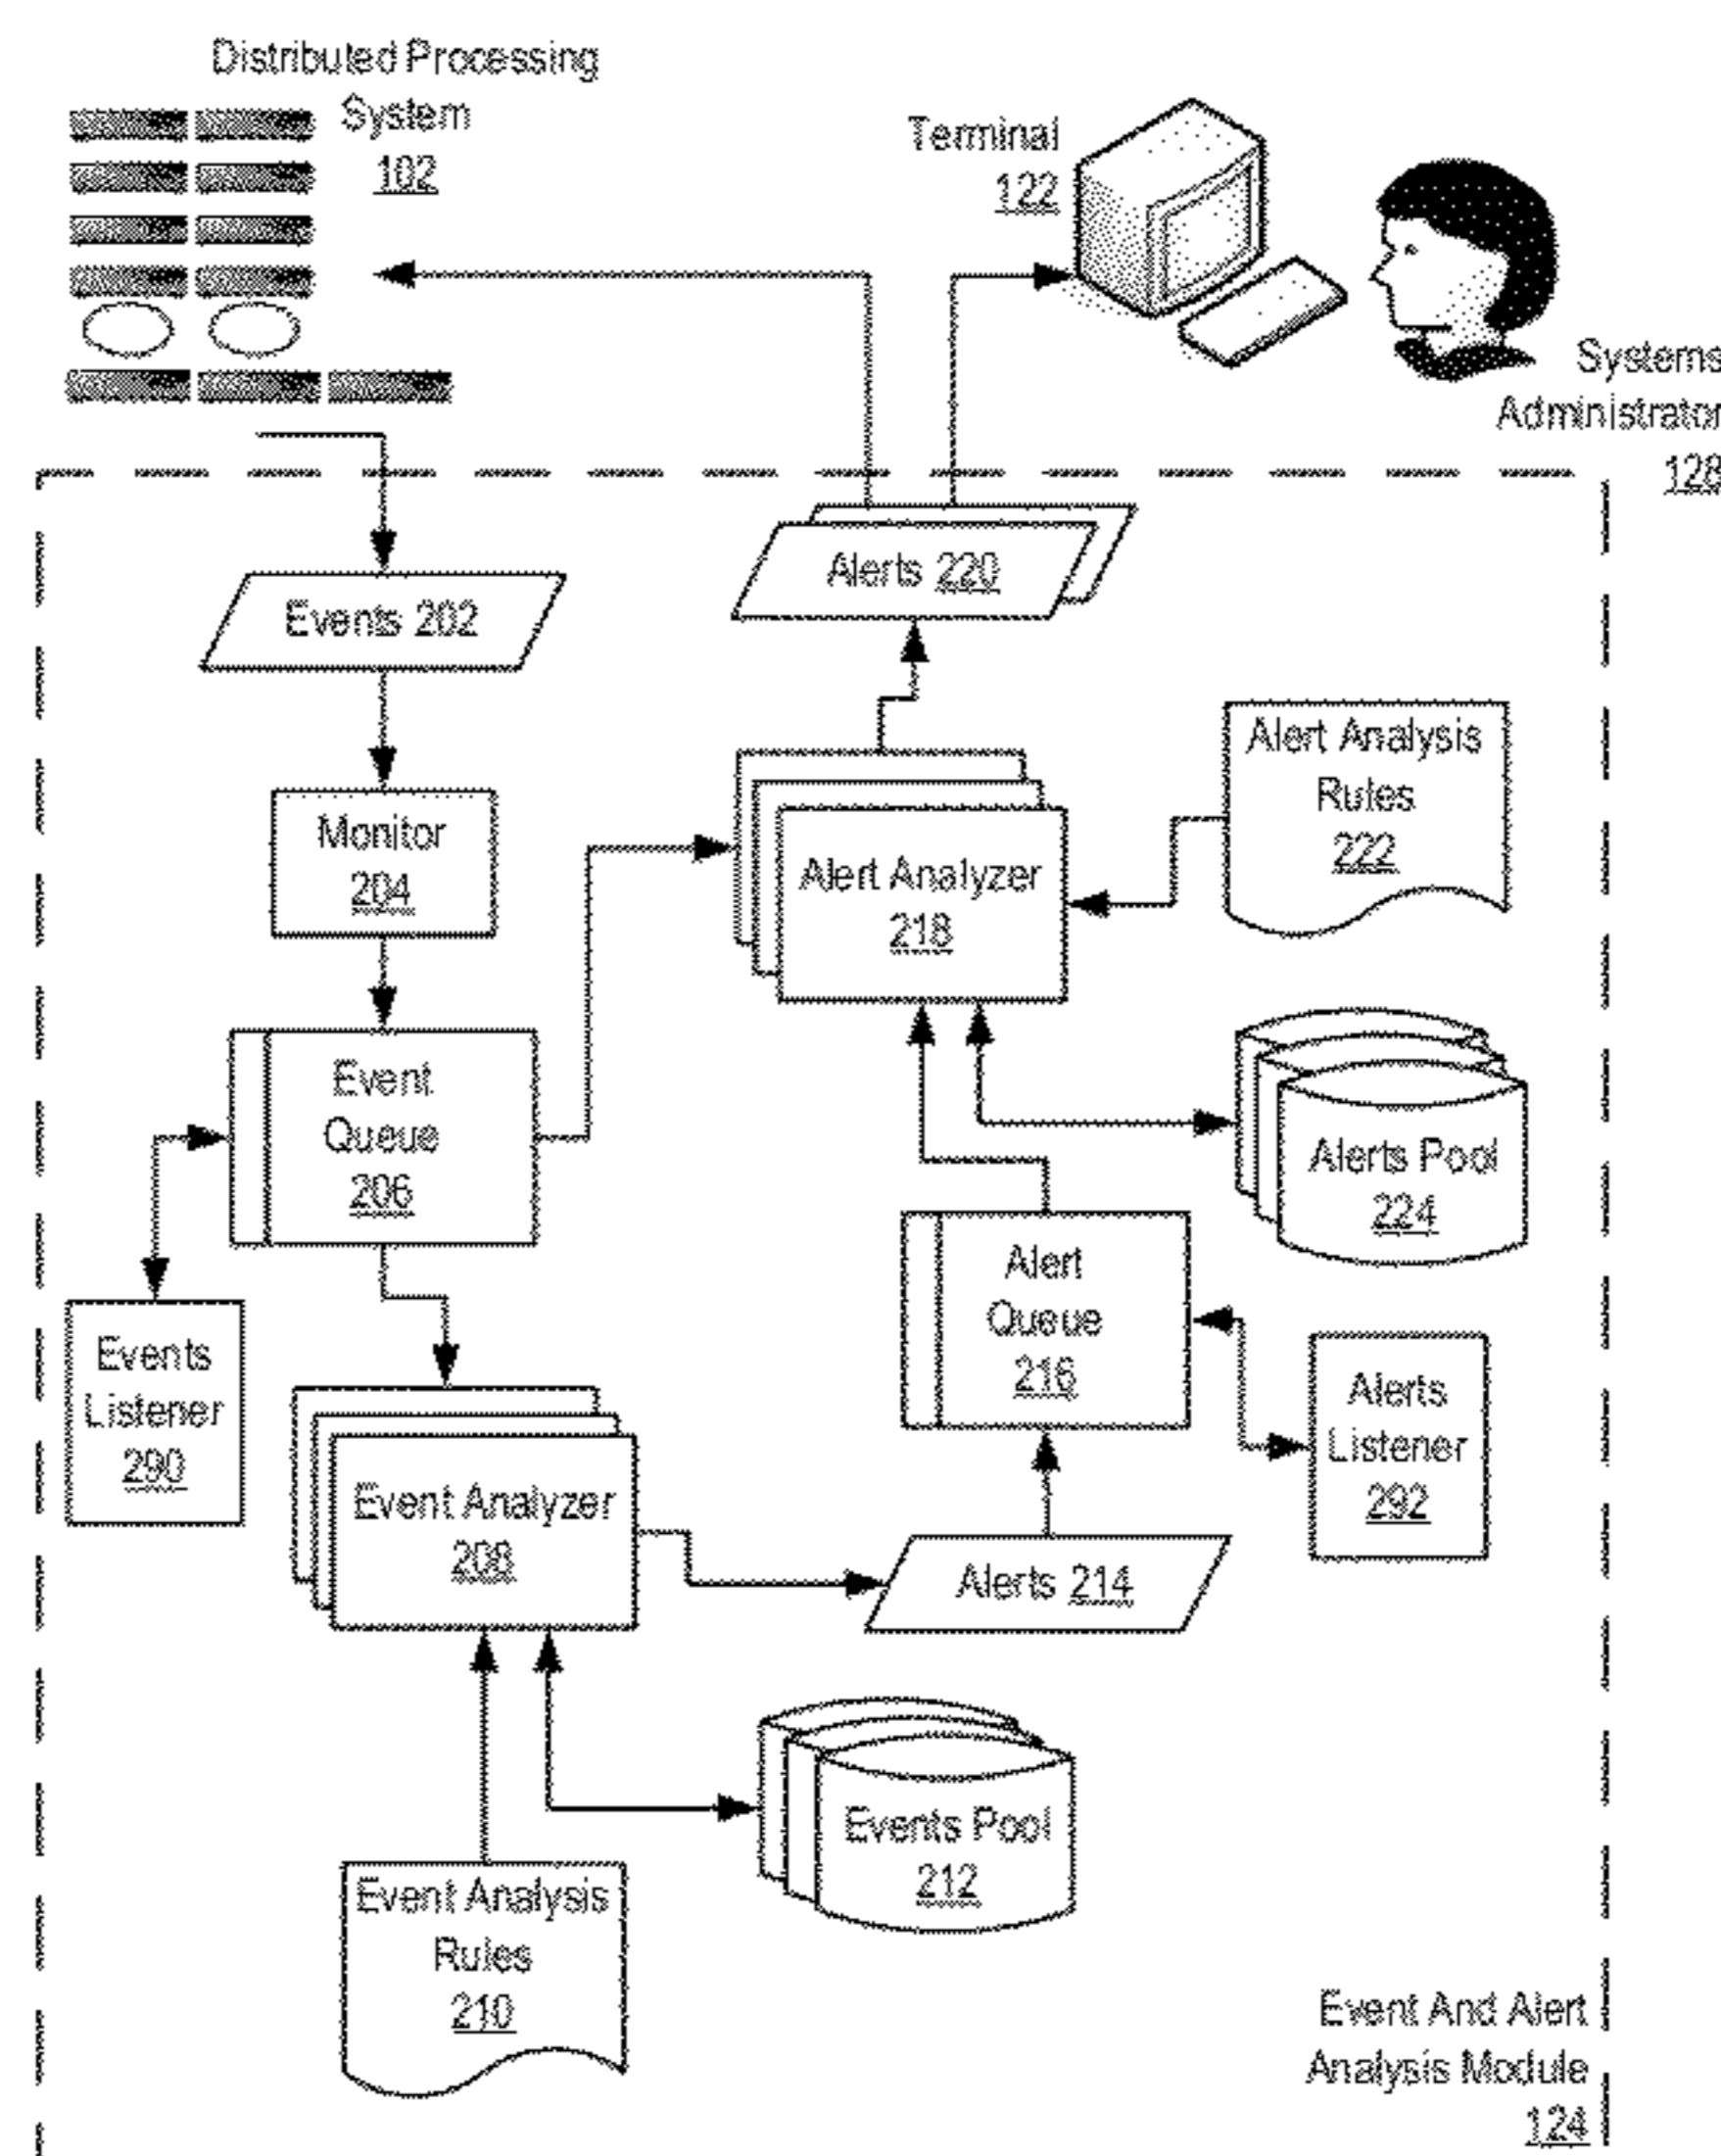 Distributed Processing
System
102
Terminal
122
Systems
Administrator
128
Events 202
Alerts 220
Monitor
204
Alert Analysis
Rules
222
Alert Analyzer
218
Event
Queue
206
Alerts Pool
224
Alert
Queue
216
Events
Listener
290
Alerts
Listener
292
Event Analyzer
208
Alerts 214
Events Pool
212
Event Analysis
Rules
210
Event And Alert
Analysis Module
124